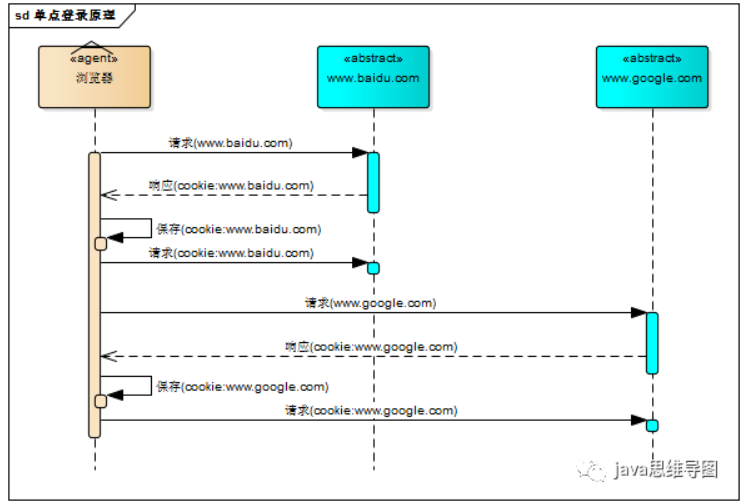 sd 单点登录原理
«agent»
浏览器
«abstract»
www.baidu.com
«abstract»
www.google.com
请求(www.baidu.com)
响应(cookie:www.baidu.com)
保存(cookie:www.baidu.com)
请求(cookie:www.baidu.com)
请求(www.google.com)
响应(cookie:www.google.com)
保存(cookie:www.google.com)
请求(cookie:www.google.com)
java思维导图